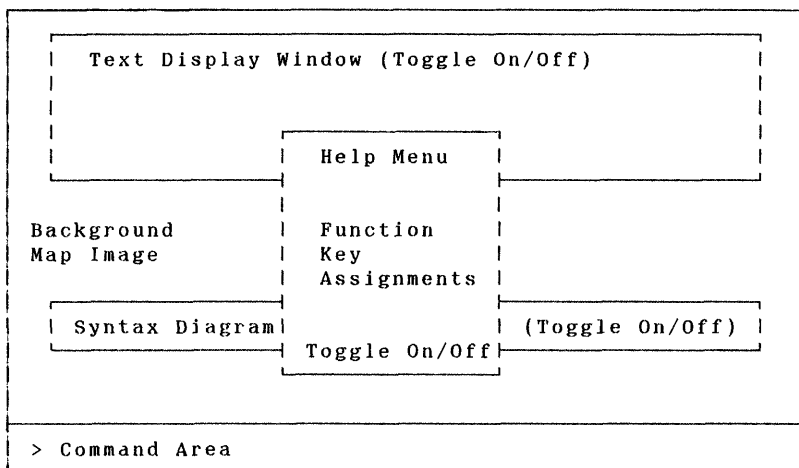 Text Display Window (Toggle On/Off)
Help Menu
Background
Map Image
Function
Key
Assignments
Syntax Diagram
(Toggle On/Off)
Toggle On/Off
> Command Area